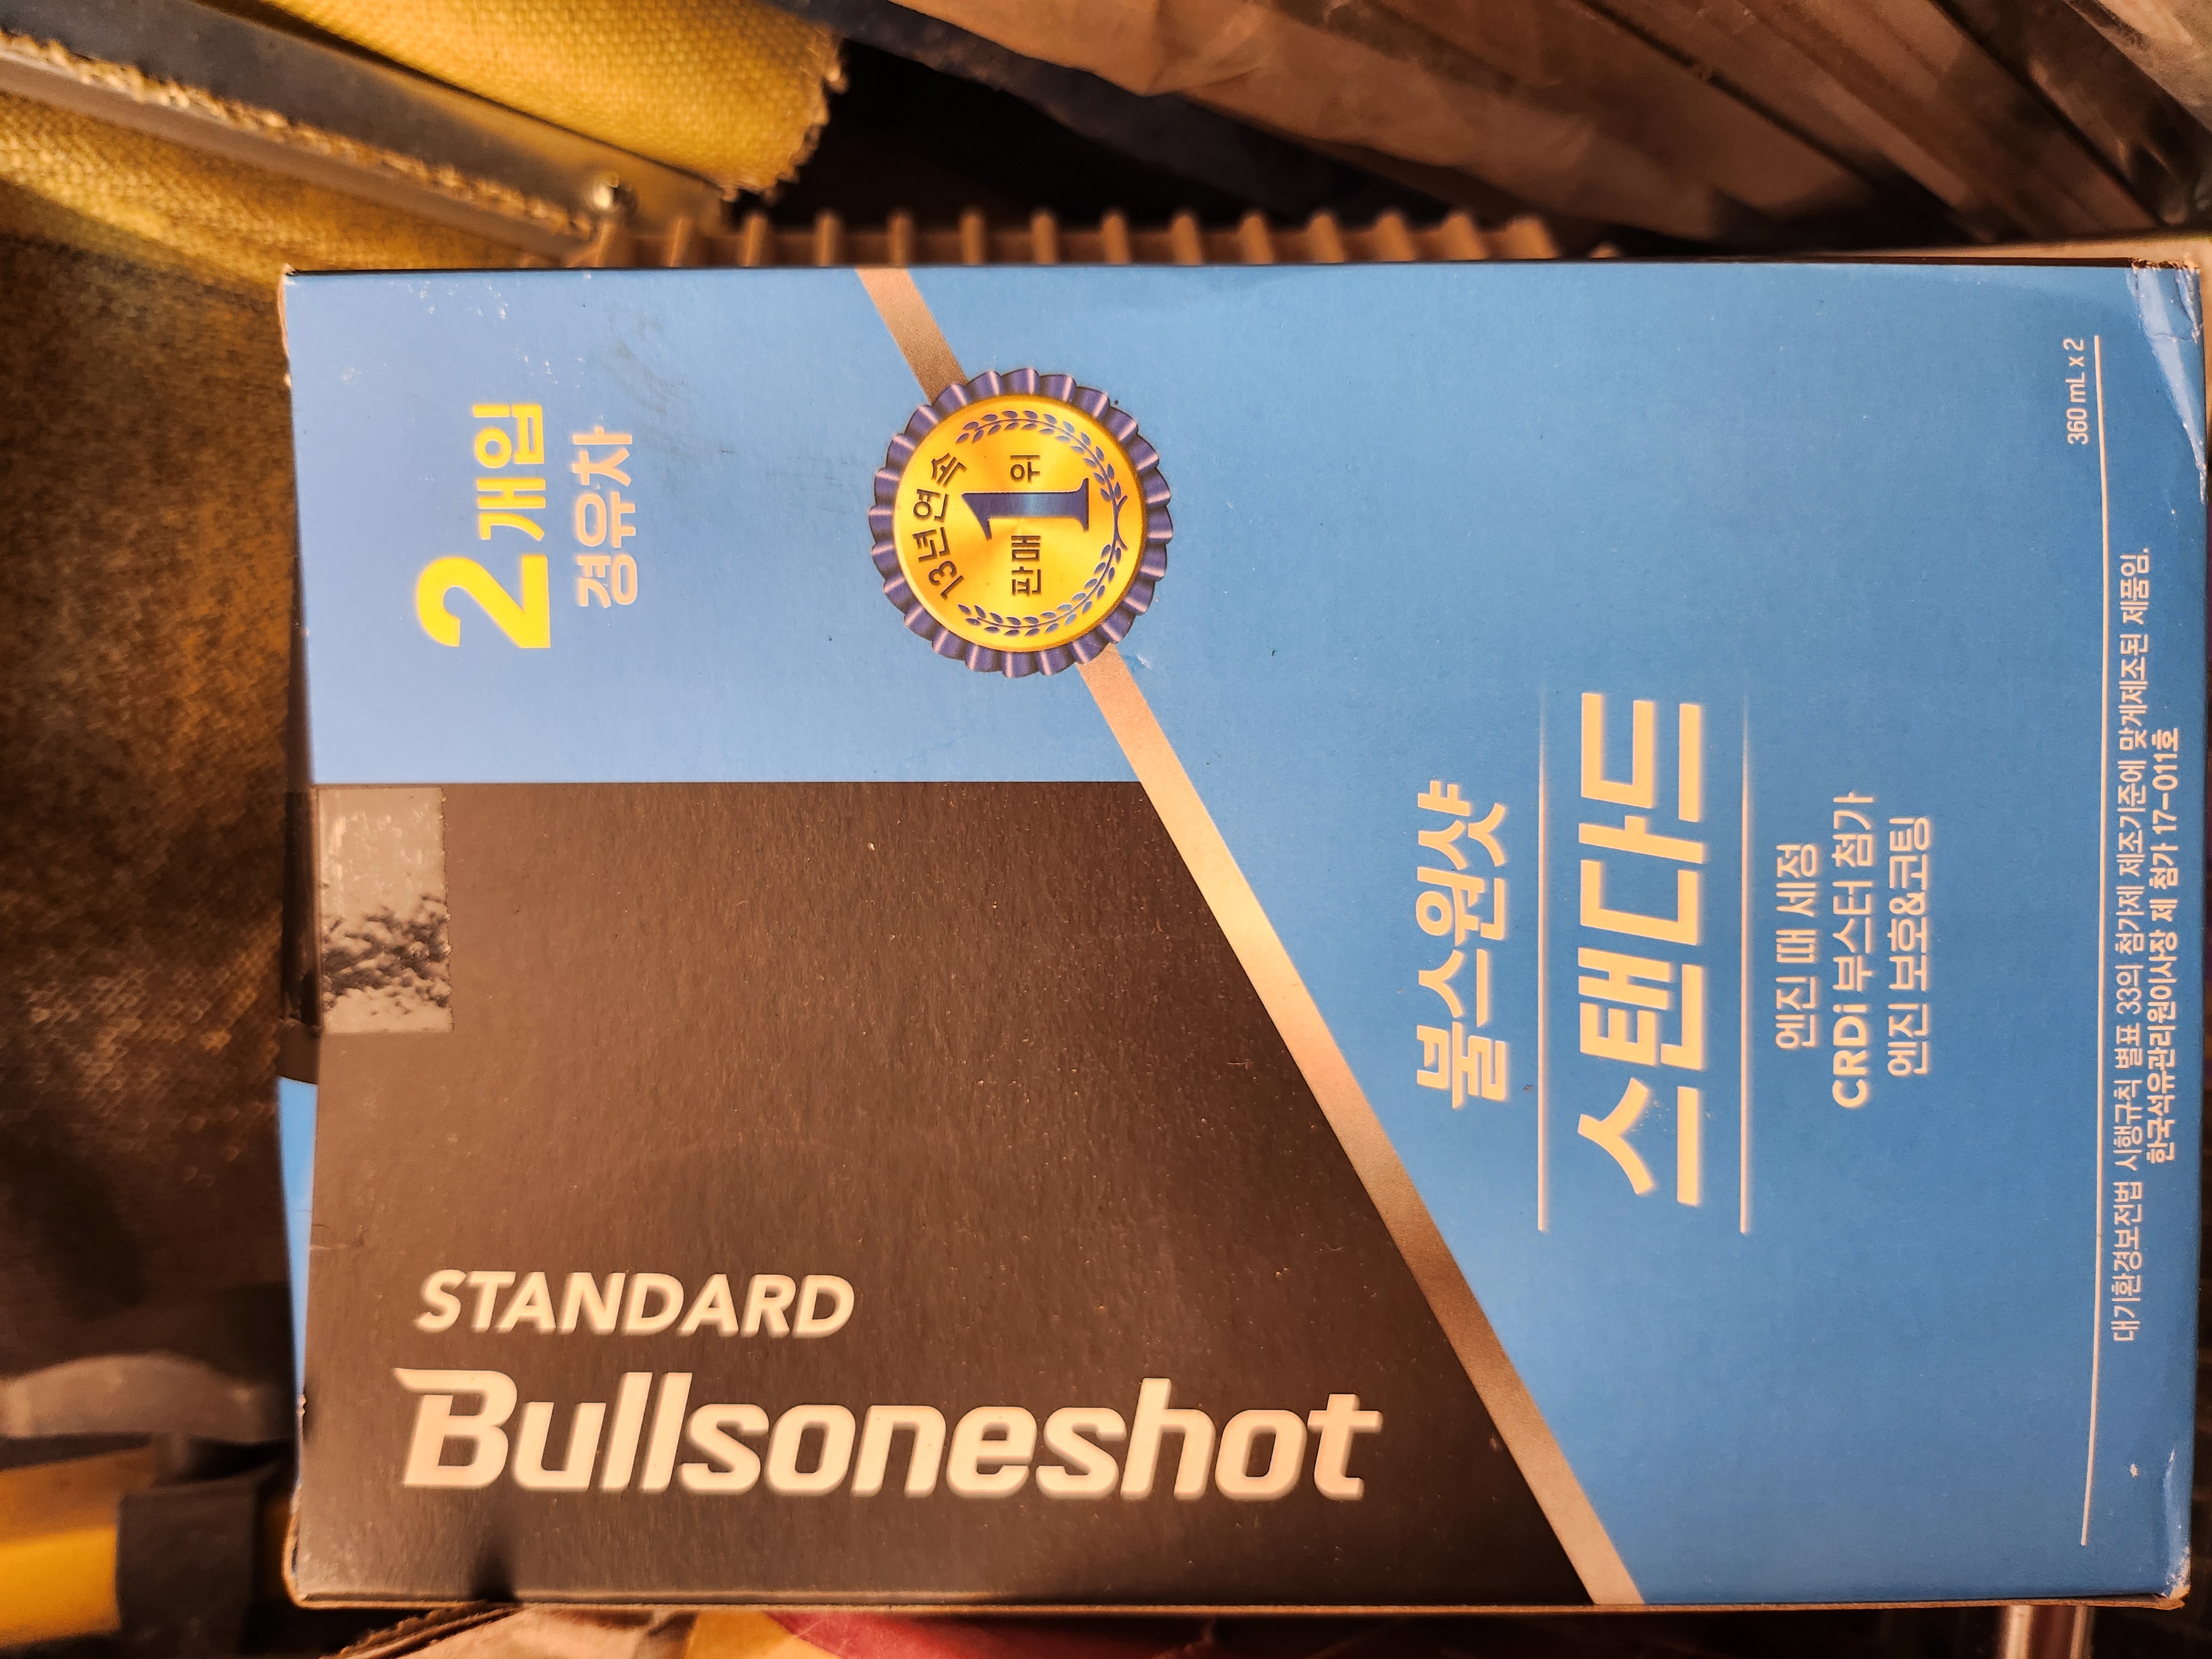 STANDARD
Bullsoneshot
2개입
경유차
13년연속
판매 1 위
불스원샷
스탠다드
엔진 때 세정
CRDi 부스터 첨가
엔진 보호&코팅
360 mL x 2
대기환경보전법 시행규칙 별표 33의 첨가제 제조기준에 맞게제조된 제품임.
한국석유관리원이사장 제 첨가 17-011호